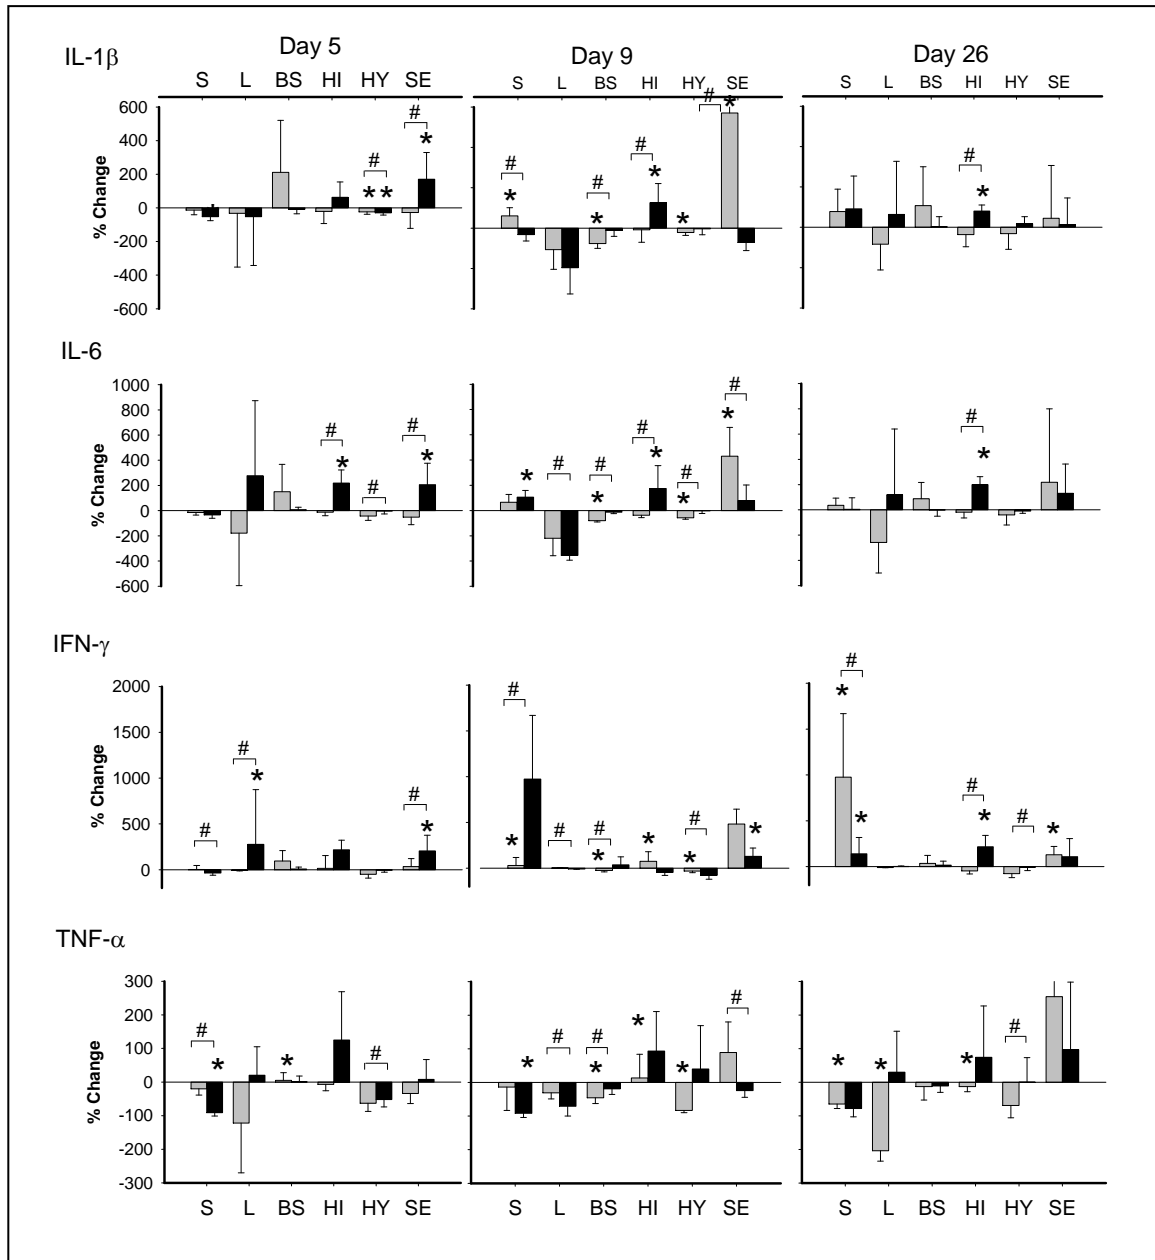 IL-1β Day 5 Day 9 Day 26
S L BS HI HY SE S L BS HI HY SE S L BS HI HY SE
# #
600 # # *
400 # # # #
200 * * * * * * * *
0
-200
-400
-600
% Change
IL-6
1000 #
800 # *
600 # # # # # #
400 * * * * * * *
200 #
0
-200
-400
-600
% Change
IFN-γ
#
2000 # *
1500 # #
1000 * # #
500 # * * # # * * # * * * # *
0
% Change
TNF-α
300 #
200 # # # * #
100 * * # * * * * * * *
0
-100
-200
-300
% Change
S L BS HI HY SE S L BS HI HY SE S L BS HI HY SE